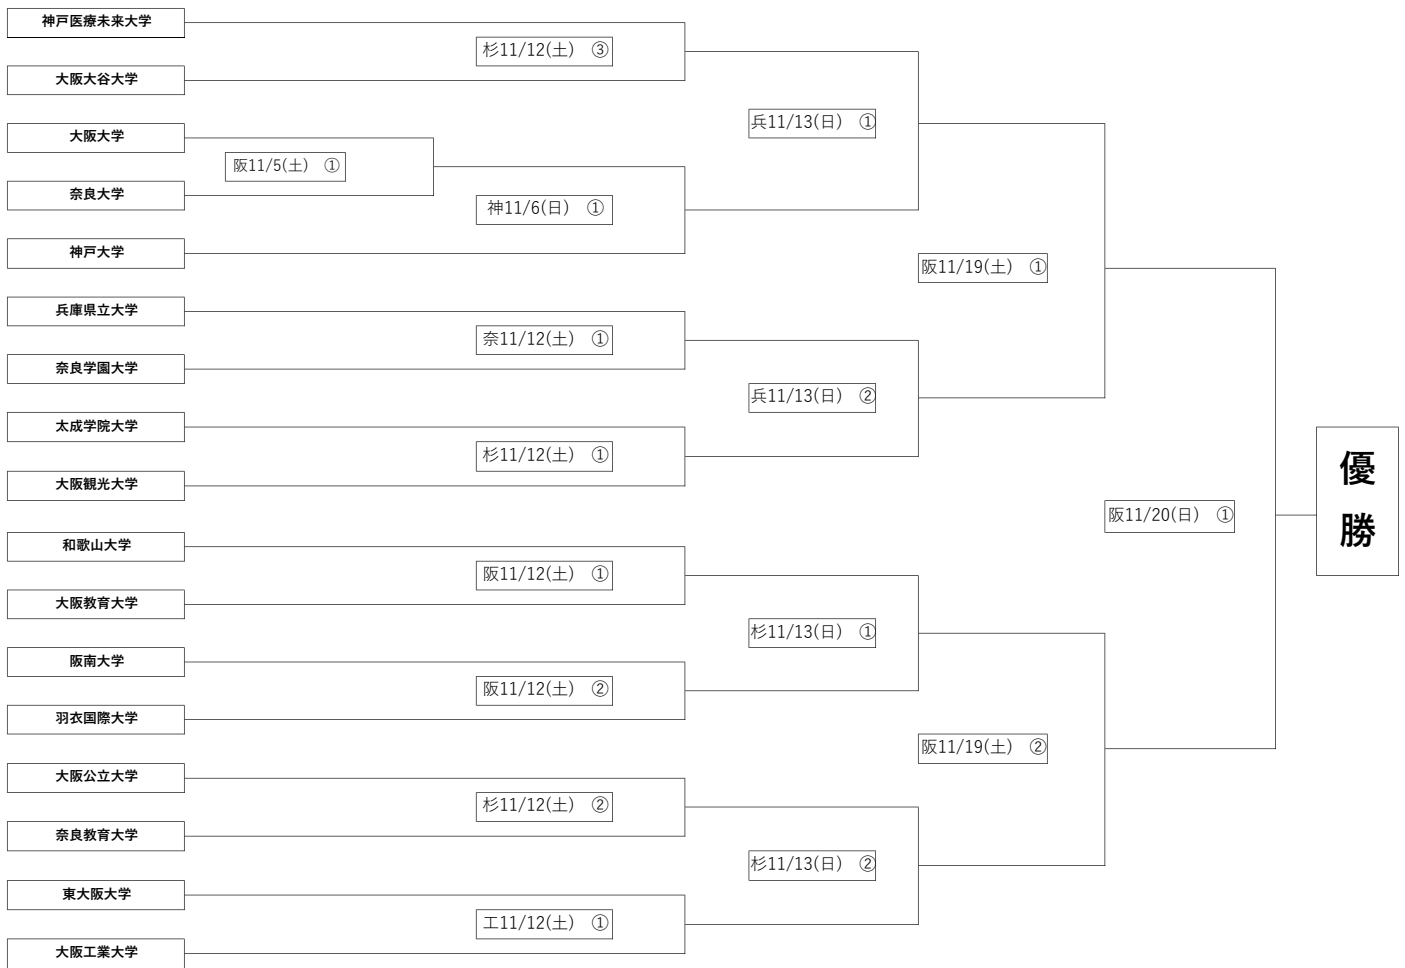 神戸医療未来大学
杉11/12(土)　③
大阪大谷大学
兵11/13(日)　①
大阪大学
阪11/5(土)　①
奈良大学
神11/6(日)　①
神戸大学
阪11/19(土)　①
兵庫県立大学
奈11/12(土)　①
奈良学園大学
兵11/13(日)　②
太成学院大学
杉11/12(土)　①
大阪観光大学
優
勝
阪11/20(日)　①
和歌山大学
阪11/12(土)　①
大阪教育大学
杉11/13(日)　①
阪南大学
阪11/12(土)　②
羽衣国際大学
阪11/19(土)　②
大阪公立大学
杉11/12(土)　②
奈良教育大学
杉11/13(日)　②
東大阪大学
工11/12(土)　①
大阪工業大学